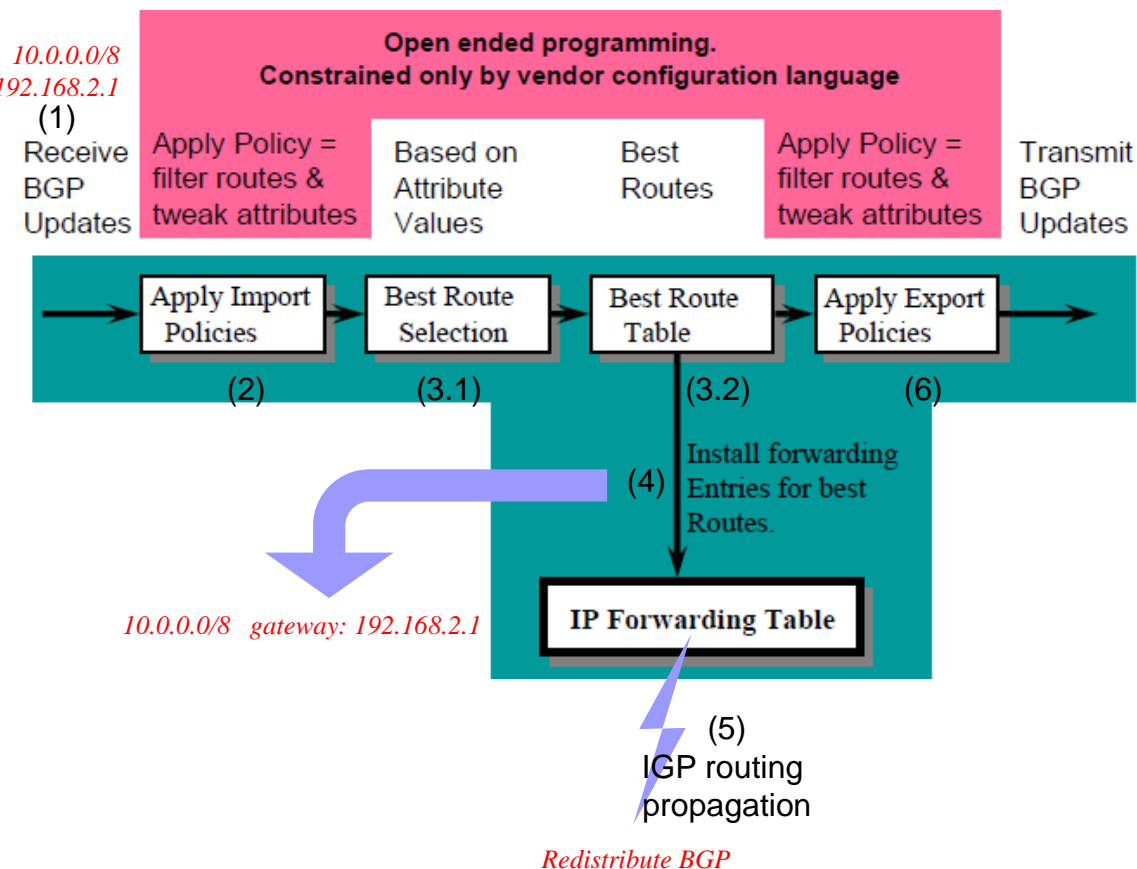 10.0.0.0/8
192.168.2.1
(1)
Receive
BGP
Updates
Open ended programming.
Constrained only by vendor configuration language
Apply Policy =
filter routes &
tweak attributes
Based on
Attribute
Values
Best
Routes
Apply Policy =
filter routes &
tweak attributes
Transmit
BGP
Updates
Apply Import
Policies
Best Route
Selection
Best Route
Table
Apply Export
Policies
(2)
(3.1)
(3.2)
(6)
(4)
Install forwarding
Entries for best
Routes.
10.0.0.0/8 gateway: 192.168.2.1
IP Forwarding Table
(5)
IGP routing
propagation
Redistribute BGP